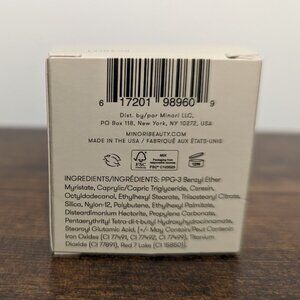 6 17201 98960 9
Dist. by/par Minori LLC,
PO Box 118, New York, NY 10272.
USA
MINORIBEAUTY.COM
MADE IN THE USA / FABRIQUÉ AUX ÉTATS-UNIS
MIX
FSC
12M
INGREDIENTS/INGRÉDIENTS: PPG-3 Benzyl Ether
Myristate, Caprylic/Capric Triglyceride, Ceresin,
Octyldodecanol, Ethylhexyl Stearate, Triisostearyl Citrate,
Silica, Nylon-12, Polybutene, Ethylhexyl Palmitate,
Disteardimonium Hectorite, Propylene Carbonate,
Pentaerythrityl Tetra-di-t-butyl Hydroxyhydrocinnamate,
Stearoyl Glutamic Acid, (+/- May Contain/Peut Contenir
Iron Oxides (CI 77491, CI 77492, CI 77499), Titanium
Dioxide (CI 77891), Red 7 Lake (CI 15850)).